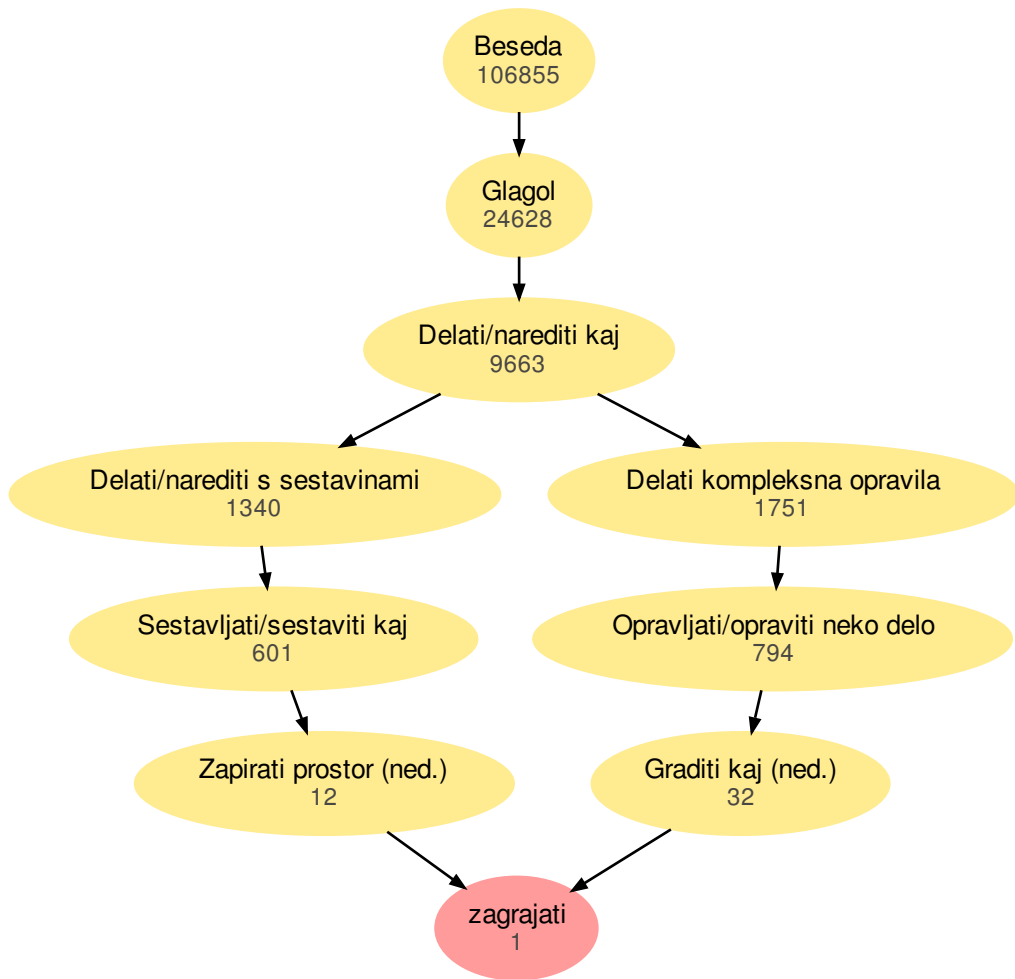 Beseda
106855
Glagol
24628
Delati/narediti kaj
9663
Delati/narediti s sestavinami
1340
Delati kompleksna opravila
1751
Sestavljati/sestaviti kaj
601
Opravljati/opraviti neko delo
794
Zapirati prostor (ned.)
12
Graditi kaj (ned.)
32
zagrajati
1